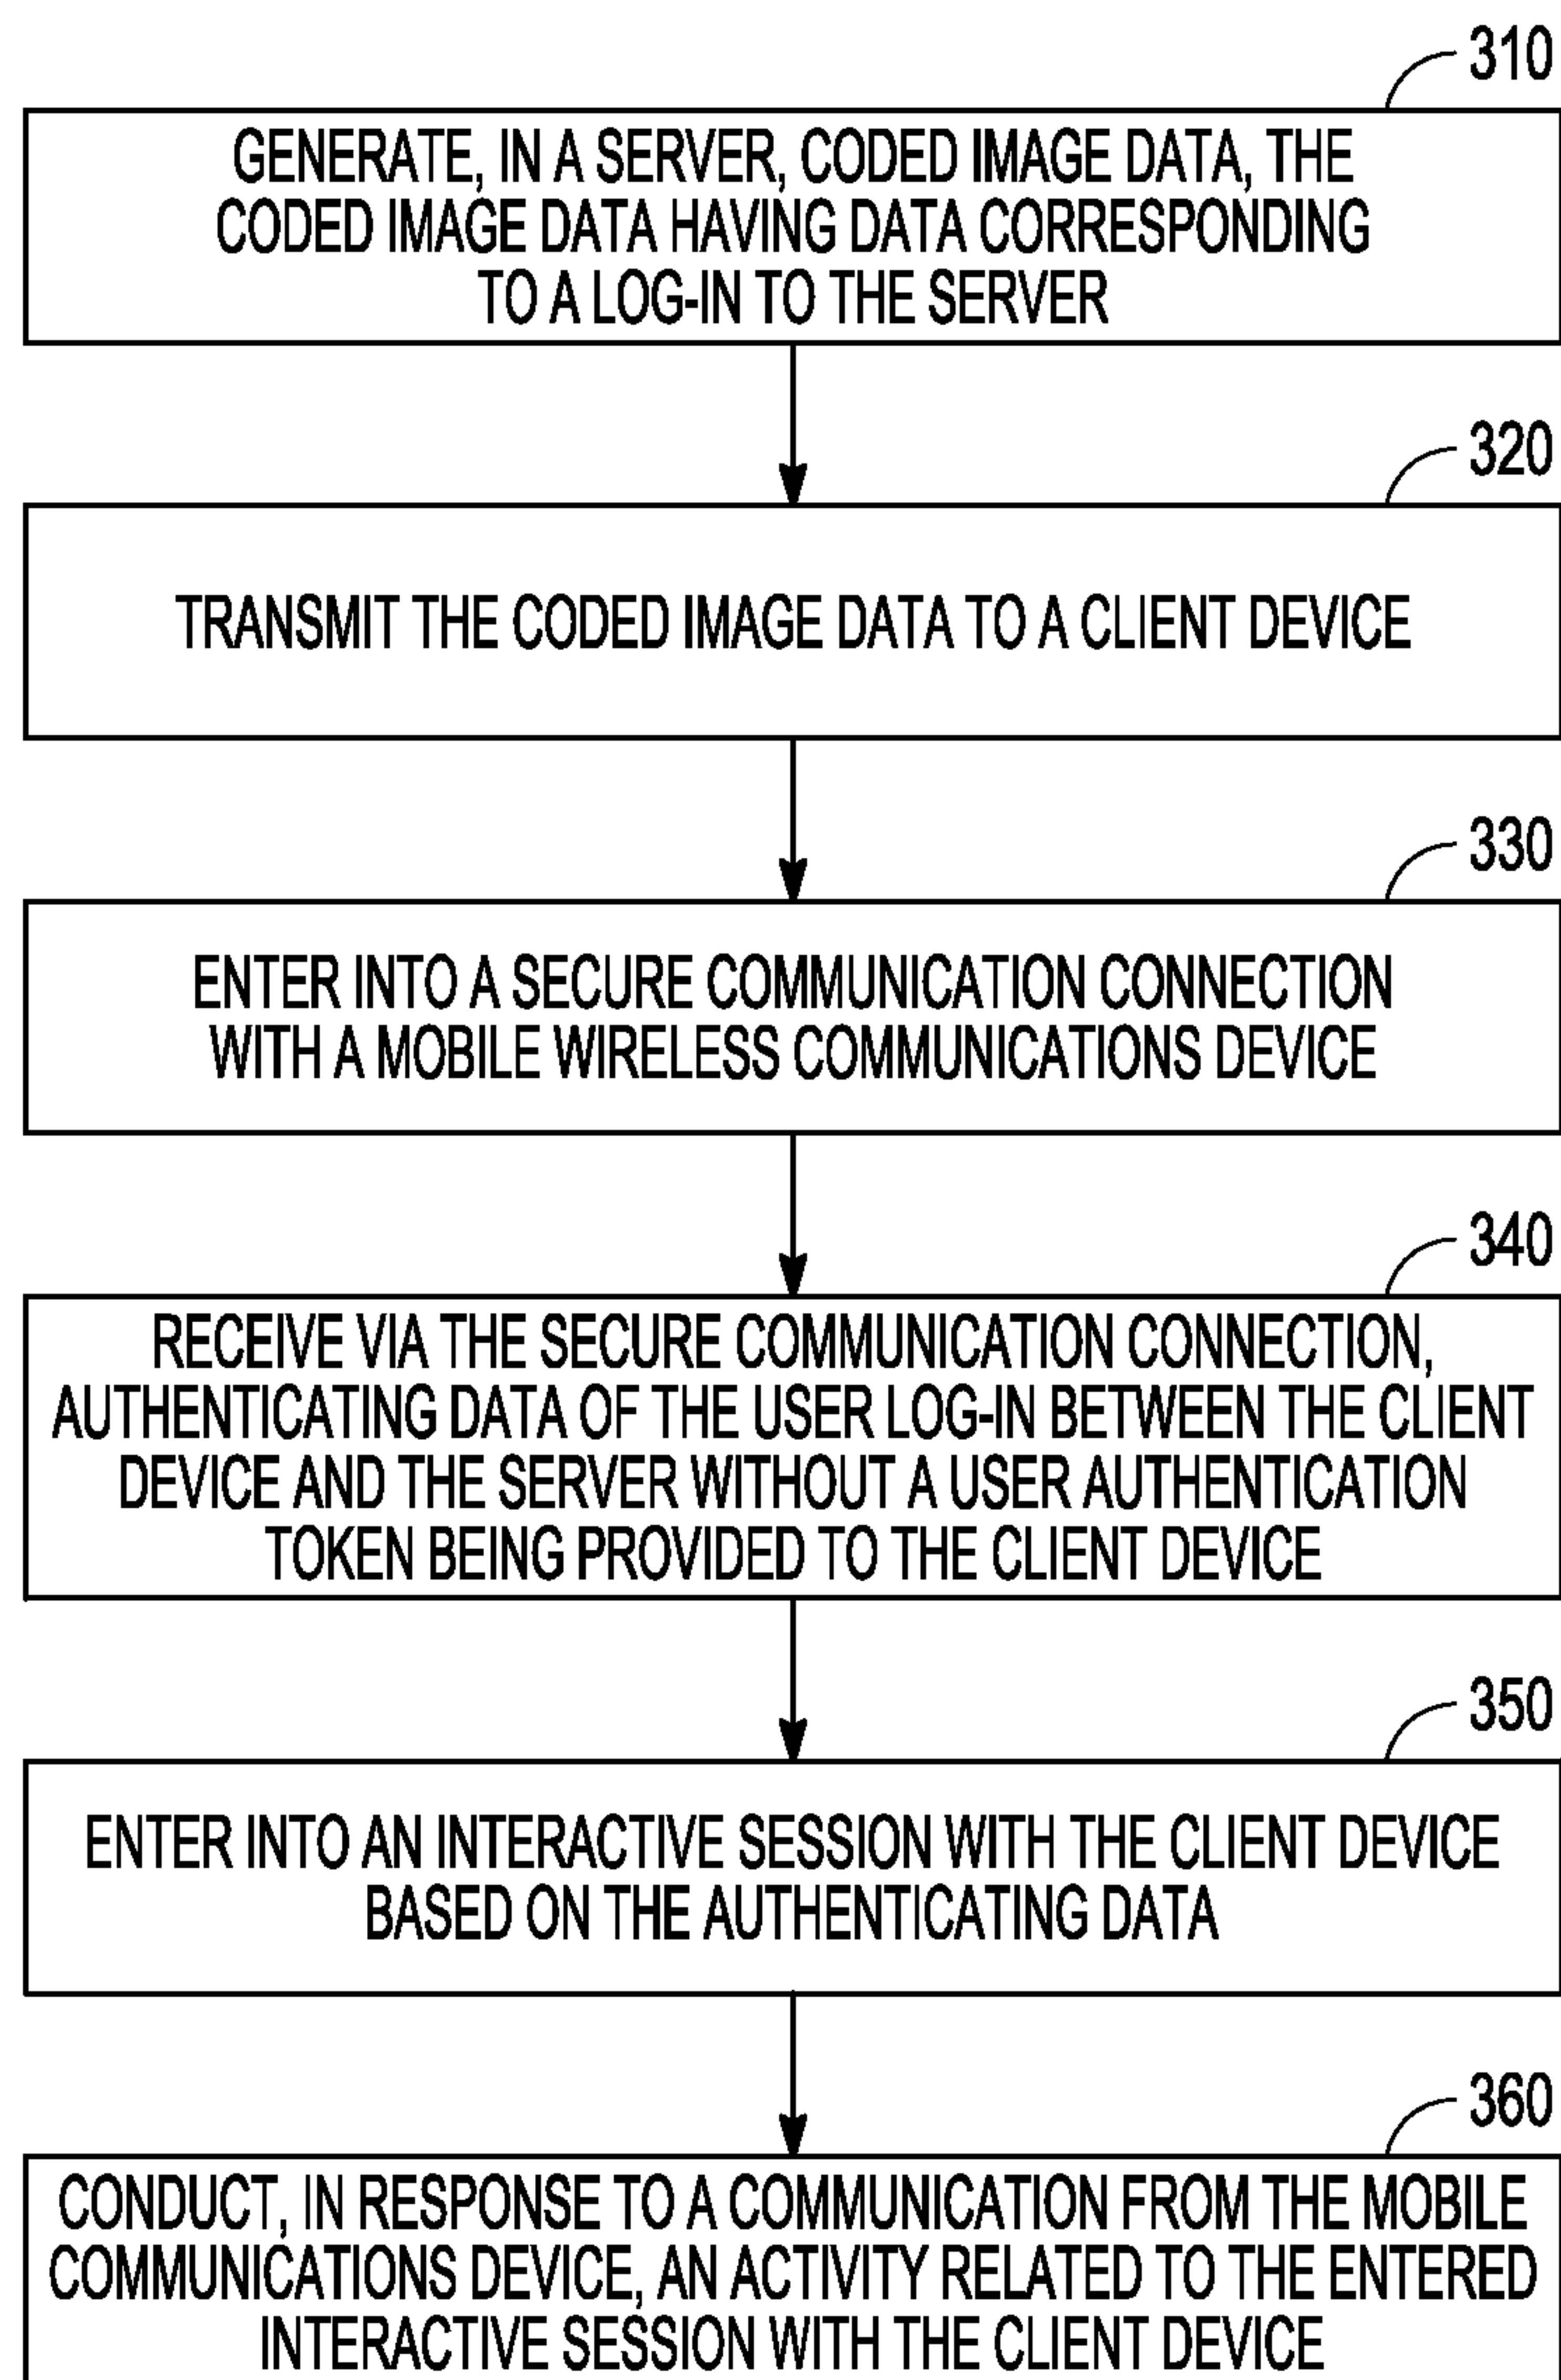 310
GENERATE, IN A SERVER, CODED IMAGE DATA, THE
CODED IMAGE DATA HAVING DATA CORRESPONDING
TO A LOG-IN TO THE SERVER
320
TRANSMIT THE CODED IMAGE DATA TO A CLIENT DEVICE
330
ENTER INTO A SECURE COMMUNICATION CONNECTION
WITH A MOBILE WIRELESS COMMUNICATIONS DEVICE
340
RECEIVE VIA THE SECURE COMMUNICATION CONNECTION,
AUTHENTICATING DATA OF THE USER LOG-IN BETWEEN THE CLIENT
DEVICE AND THE SERVER WITHOUT A USER AUTHENTICATION
TOKEN BEING PROVIDED TO THE CLIENT DEVICE
350
ENTER INTO AN INTERACTIVE SESSION WITH THE CLIENT DEVICE
BASED ON THE AUTHENTICATING DATA
360
CONDUCT, IN RESPONSE TO A COMMUNICATION FROM THE MOBILE
COMMUNICATIONS DEVICE, AN ACTIVITY RELATED TO THE ENTERED
INTERACTIVE SESSION WITH THE CLIENT DEVICE